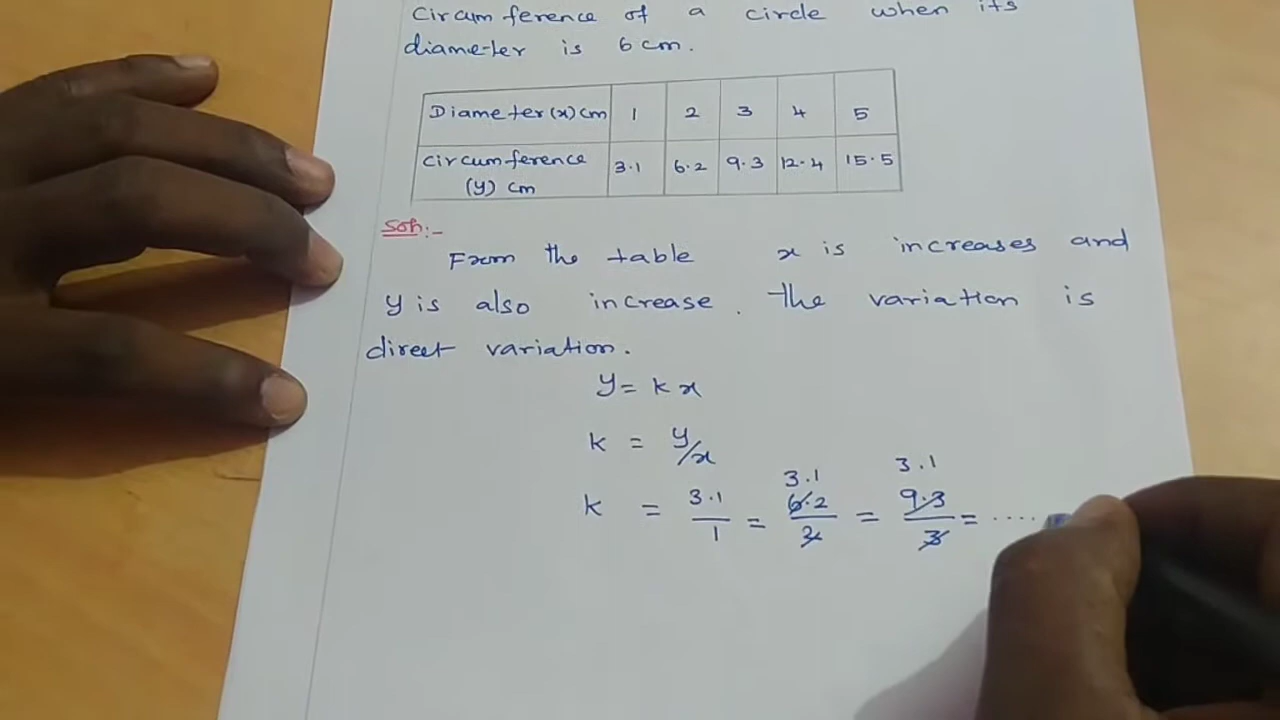 Circumference of a circle when its
diameter is 6 cm.
Diameter (x) cm 1 2 3 4 5
Circumference (y) cm 3.1 6.2 9.3 12.4 15.5
Soln:-
From the table x is increases and
y is also increase. The variation is
direct variation.
y = kx
k = y/x
k = 3.1/1 = 6.2/2 = 9.3/3 = ....
3.1 3.1